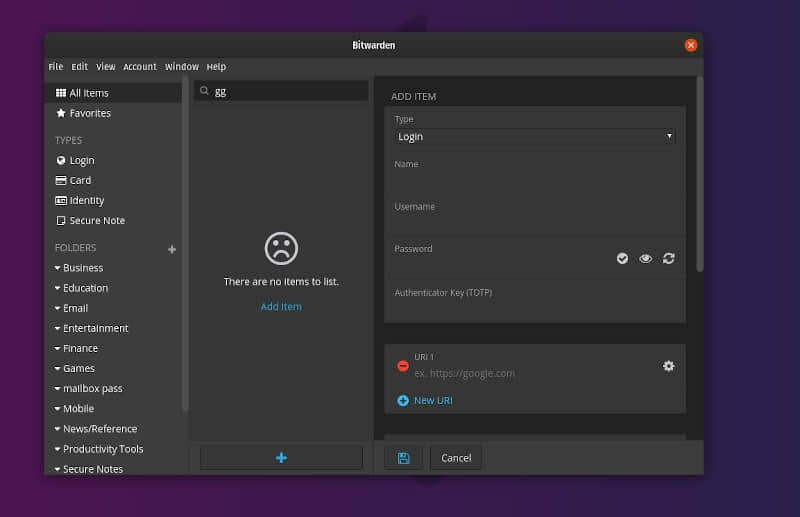 Bitwarden
File Edit View Account Window Help
All Items
Favorites
TYPES
Login
Card
Identity
Secure Note
FOLDERS
Business
Education
Email
Entertainment
Finance
Games
mailbox pass
Mobile
News/Reference
Productivity Tools
Secure Notes
gg
There are no items to list.
Add Item
ADD ITEM
Type
Login
Name
Username
Password
Authenticator Key (TOTP)
URI 1
ex. https://google.com
New URI
Cancel